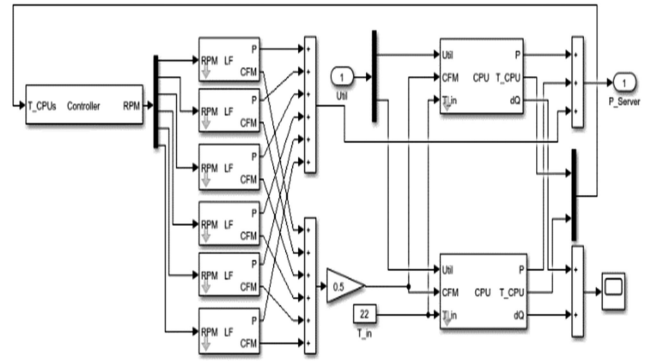 T_CPUs Controller RPM
RPM LF P CFM
RPM LF P CFM
RPM LF P CFM
RPM LF P CFM
RPM LF P CFM
RPM LF P CFM
+
+
+
+
+
+
+
+
+
+
+
+
0.5
1
Util
22
T_in
Util P
CFM CPU T_CPU
T_in dQ
Util P
CFM CPU T_CPU
T_in dQ
+
+
+
+
+
1
P_Server